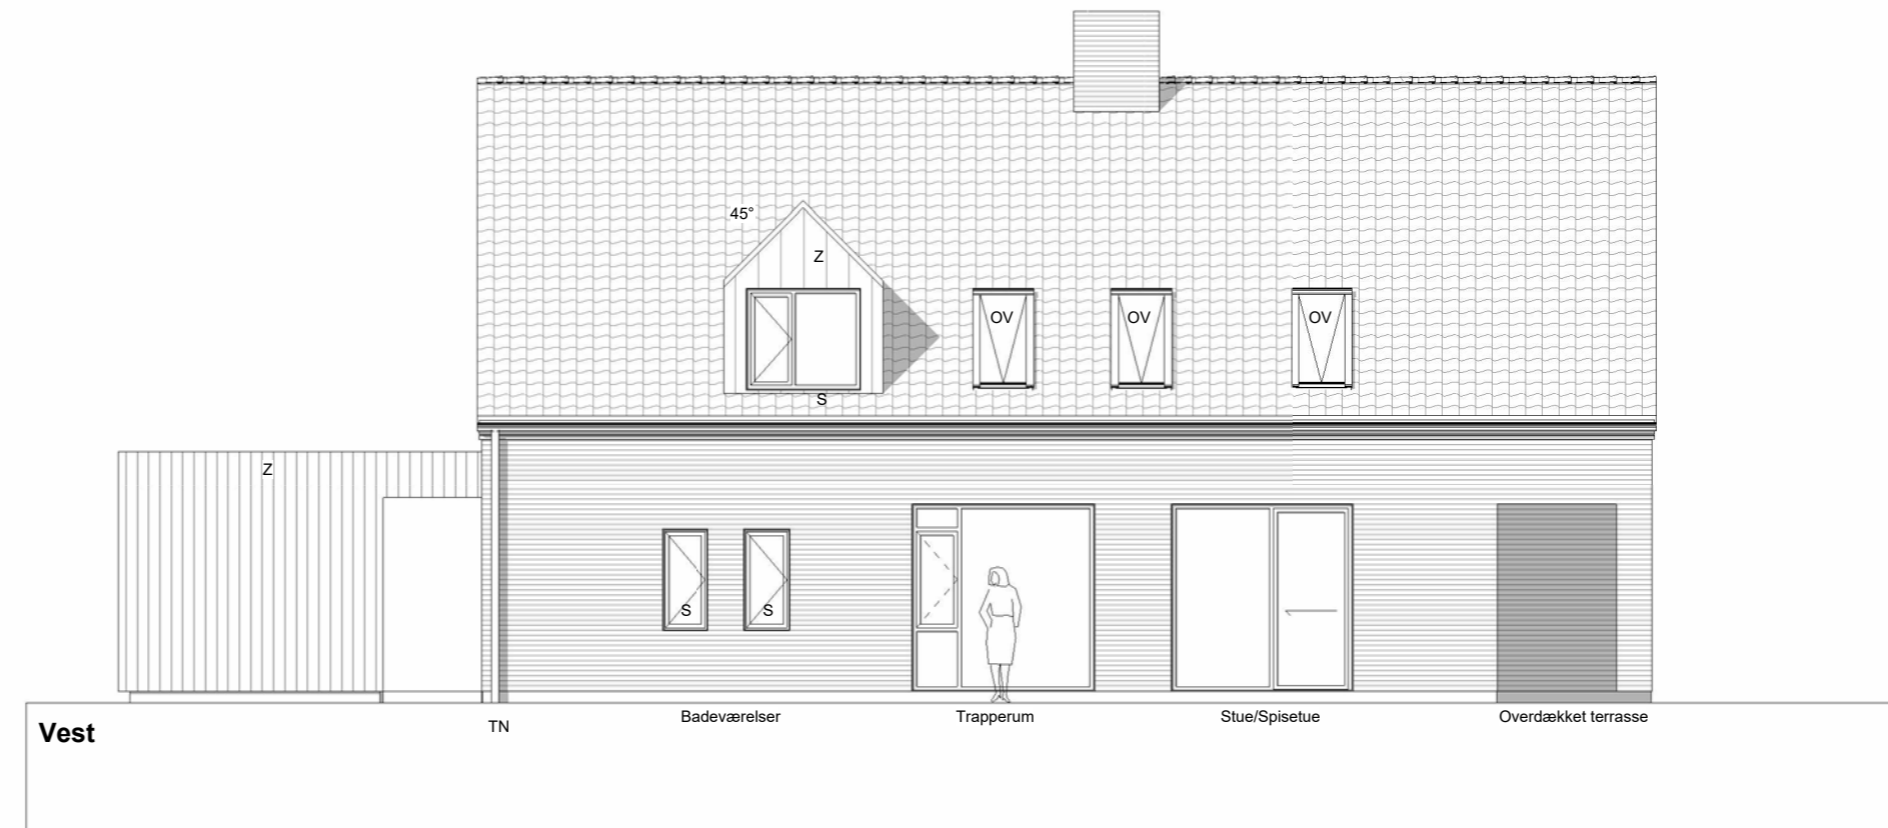 45°
Z
OV
OV
OV
S
Z
S
S
Badeværelser
Trapperum
Stue/Spisetue
Overdækket terrasse
TN
Vest